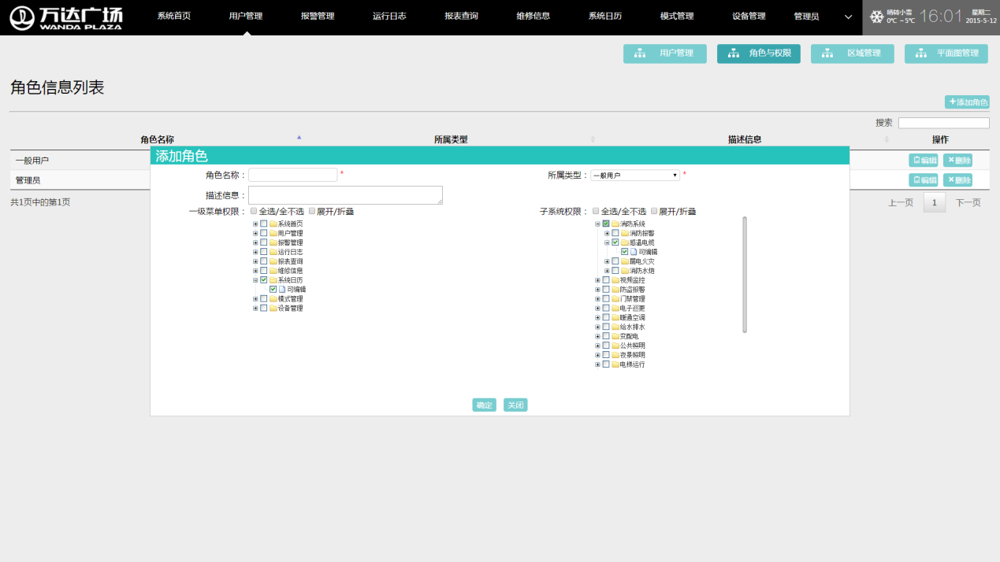 万达广场
WANDA PLAZA
系统首页 用户管理 报警管理 运行日志 报表查询 维修信息 系统日历 模式管理 设备管理 管理员
晴转小雪
0℃ ~ 5℃
16:01
星期二
2015-5-12
用户管理 角色与权限 区域管理 平面图管理
角色信息列表
+添加角色
搜索
角色名称 所属类型 描述信息 操作
一般用户 编辑 ×删除
管理员 编辑 ×删除
共1页中的第1页 上一页 1 下一页
添加角色
角色名称： * 所属类型： 一般用户 *
描述信息：
一级菜单权限： 全选/全不选 展开/折叠
系统首页
用户管理
报警管理
运行日志
报表查询
维修信息
系统日历
可编辑
模式管理
设备管理
子系统权限： 全选/全不选 展开/折叠
消防系统
消防报警
感温电缆
可编辑
漏电火灾
消防水炮
视频监控
防盗报警
门禁管理
电子巡更
暖通空调
给水排水
变配电
公共照明
夜景照明
电梯运行
确定 关闭